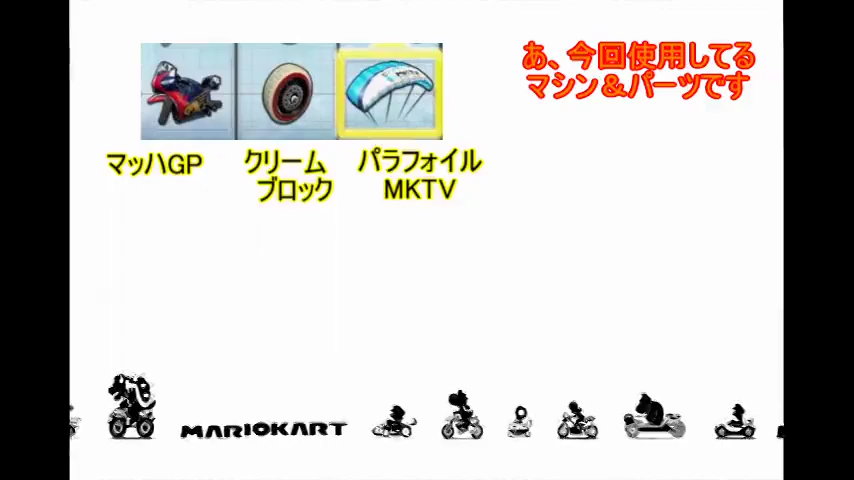 あ、今回使用してる
マシン&パーツです
マッハGP
クリーム
ブロック
パラフォイル
MKTV
MARIOKART